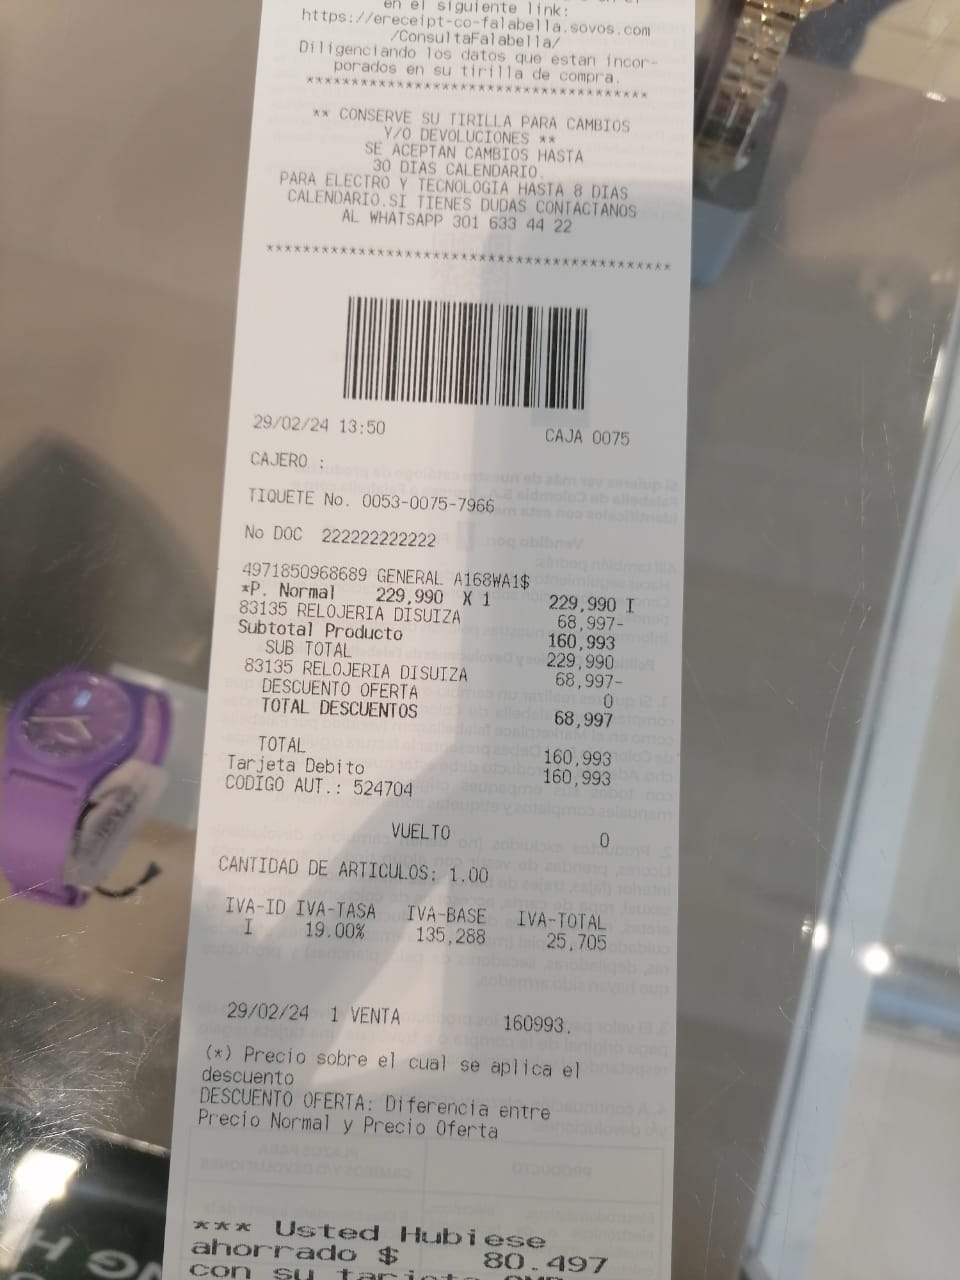 en el siguiente link:
https://ereceipt-co-falabella.sovos.com
/ConsultaFalabella/
Diligenciando los datos que estan incor-
porados en su tirilla de compra.
***************************************
** CONSERVE SU TIRILLA PARA CAMBIOS
Y/O DEVOLUCIONES **
SE ACEPTAN CAMBIOS HASTA
30 DIAS CALENDARIO.
PARA ELECTRO Y TECNOLOGIA HASTA 8 DIAS
CALENDARIO.SI TIENES DUDAS CONTACTANOS
AL WHATSAPP 301 633 44 22
******************************************
29/02/24 13:50 CAJA 0075
CAJERO :
TIQUETE No. 0053-0075-7966
No DOC 222222222222
4971850968689 GENERAL A168WA1$
*P. Normal 229,990 X 1 229,990 I
83135 RELOJERIA DISUIZA 68,997-
Subtotal Producto 160,993
SUB TOTAL 229,990
83135 RELOJERIA DISUIZA 68,997-
DESCUENTO OFERTA 0
TOTAL DESCUENTOS 68,997
TOTAL 160,993
Tarjeta Debito 160,993
CODIGO AUT.: 524704
VUELTO 0
CANTIDAD DE ARTICULOS: 1.00
IVA-ID IVA-TASA IVA-BASE IVA-TOTAL
I 19.00% 135,288 25,705
29/02/24 1 VENTA 160993.
(*) Precio sobre el cual se aplica el
descuento
DESCUENTO OFERTA: Diferencia entre
Precio Normal y Precio Oferta
*** Usted Hubiese
ahorrado $ 80.497
con su tarjeta